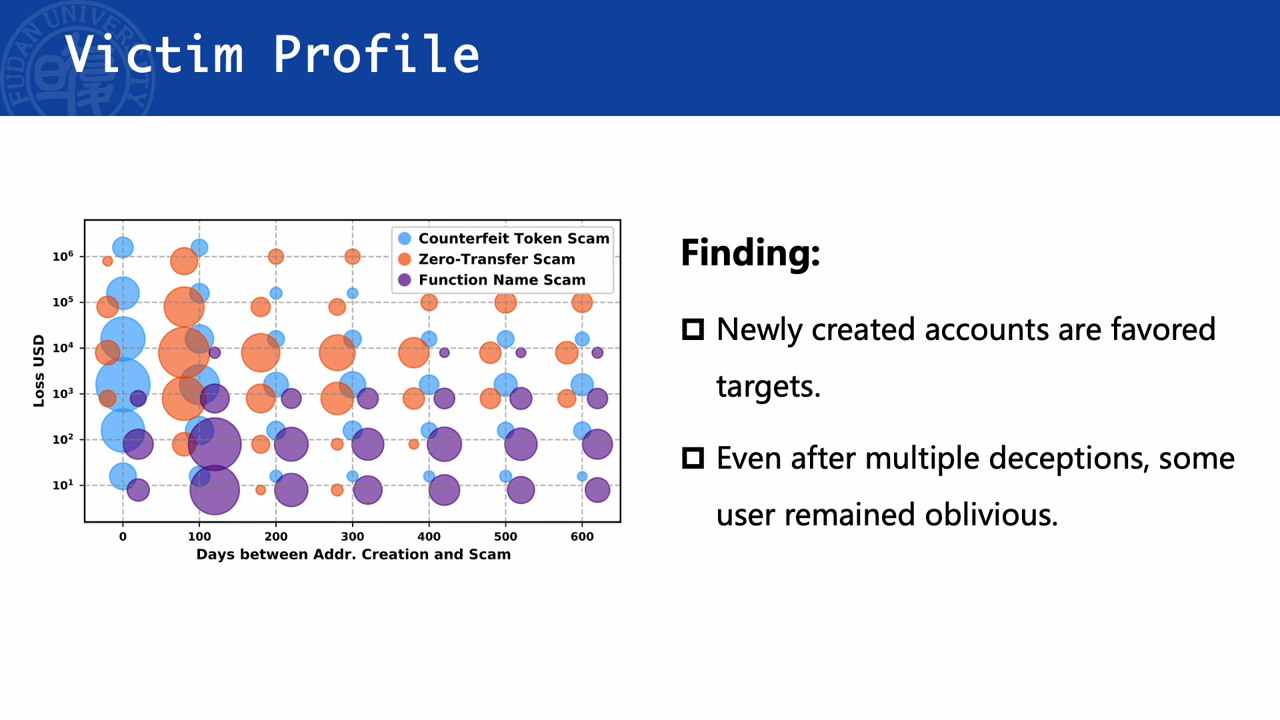 FUDAN UNIVERSITY
Victim Profile
Counterfeit Token Scam
Zero-Transfer Scam
Function Name Scam
Loss USD
10⁶
10⁵
10⁴
10³
10²
10¹
0 100 200 300 400 500 600
Days between Addr. Creation and Scam
Finding:
Newly created accounts are favored
targets.
Even after multiple deceptions, some
user remained oblivious.